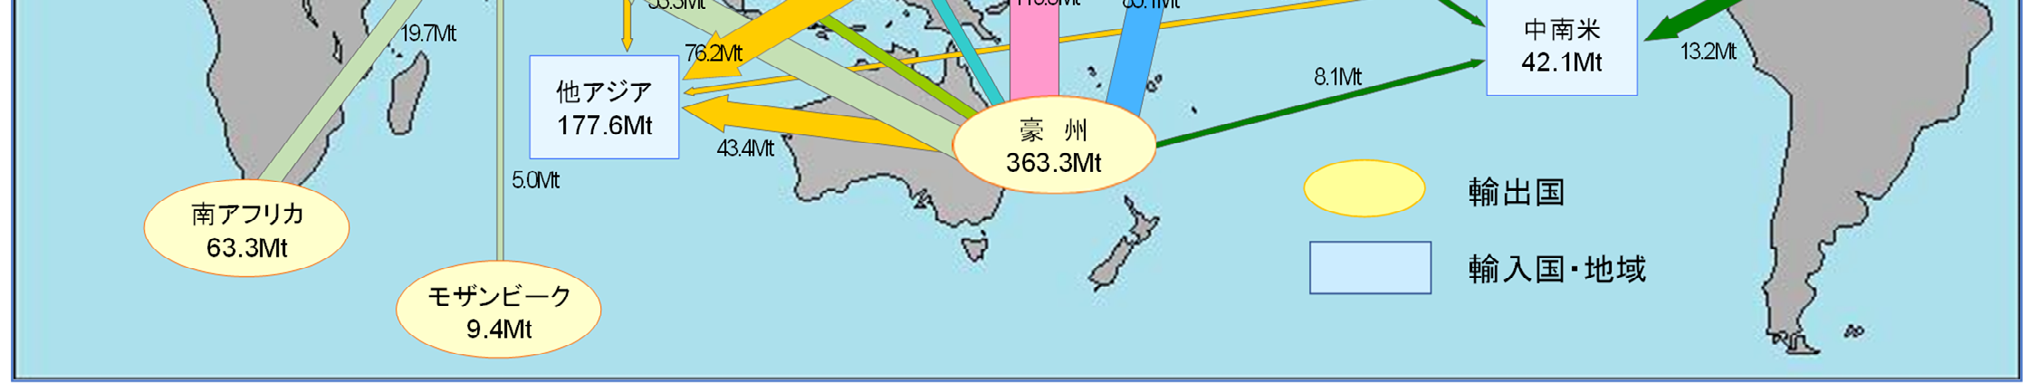 19.7Mt
76.2Mt
中南米
42.1Mt
13.2Mt
8.1Mt
他アジア
177.6Mt
43.4Mt
豪 州
363.3Mt
5.0Mt
輸出国
南アフリカ
63.3Mt
輸入国・地域
モザンビーク
9.4Mt